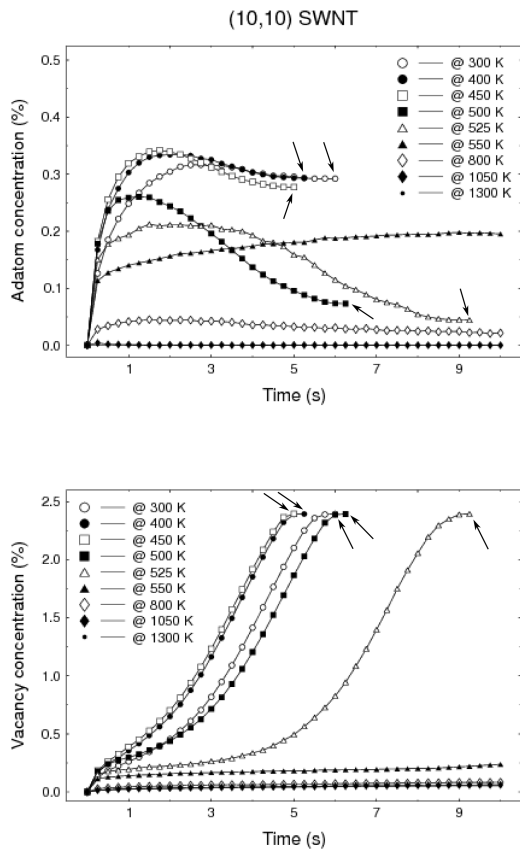 (10,10) SWNT
Adatom concentration (%)
0.5
0.4
0.3
0.2
0.1
0.0
@ 300 K
@ 400 K
@ 450 K
@ 500 K
@ 525 K
@ 550 K
@ 800 K
@ 1050 K
@ 1300 K
1 3 5 7 9
Time (s)
Vacancy concentration (%)
2.5
2.0
1.5
1.0
0.5
0.0
@ 300 K
@ 400 K
@ 450 K
@ 500 K
@ 525 K
@ 550 K
@ 800 K
@ 1050 K
@ 1300 K
1 3 5 7 9
Time (s)